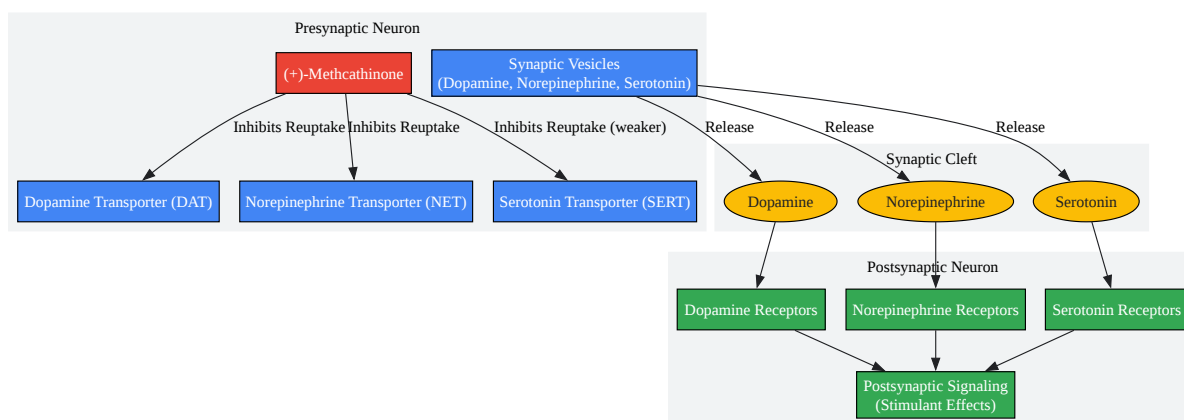 Presynaptic Neuron
(+)-Methcathinone
Synaptic Vesicles
(Dopamine, Norepinephrine, Serotonin)
Inhibits Reuptake
Inhibits Reuptake
Inhibits Reuptake (weaker)
Release
Release
Release
Synaptic Cleft
Dopamine Transporter (DAT)
Norepinephrine Transporter (NET)
Serotonin Transporter (SERT)
Dopamine
Norepinephrine
Serotonin
Postsynaptic Neuron
Dopamine Receptors
Norepinephrine Receptors
Serotonin Receptors
Postsynaptic Signaling
(Stimulant Effects)